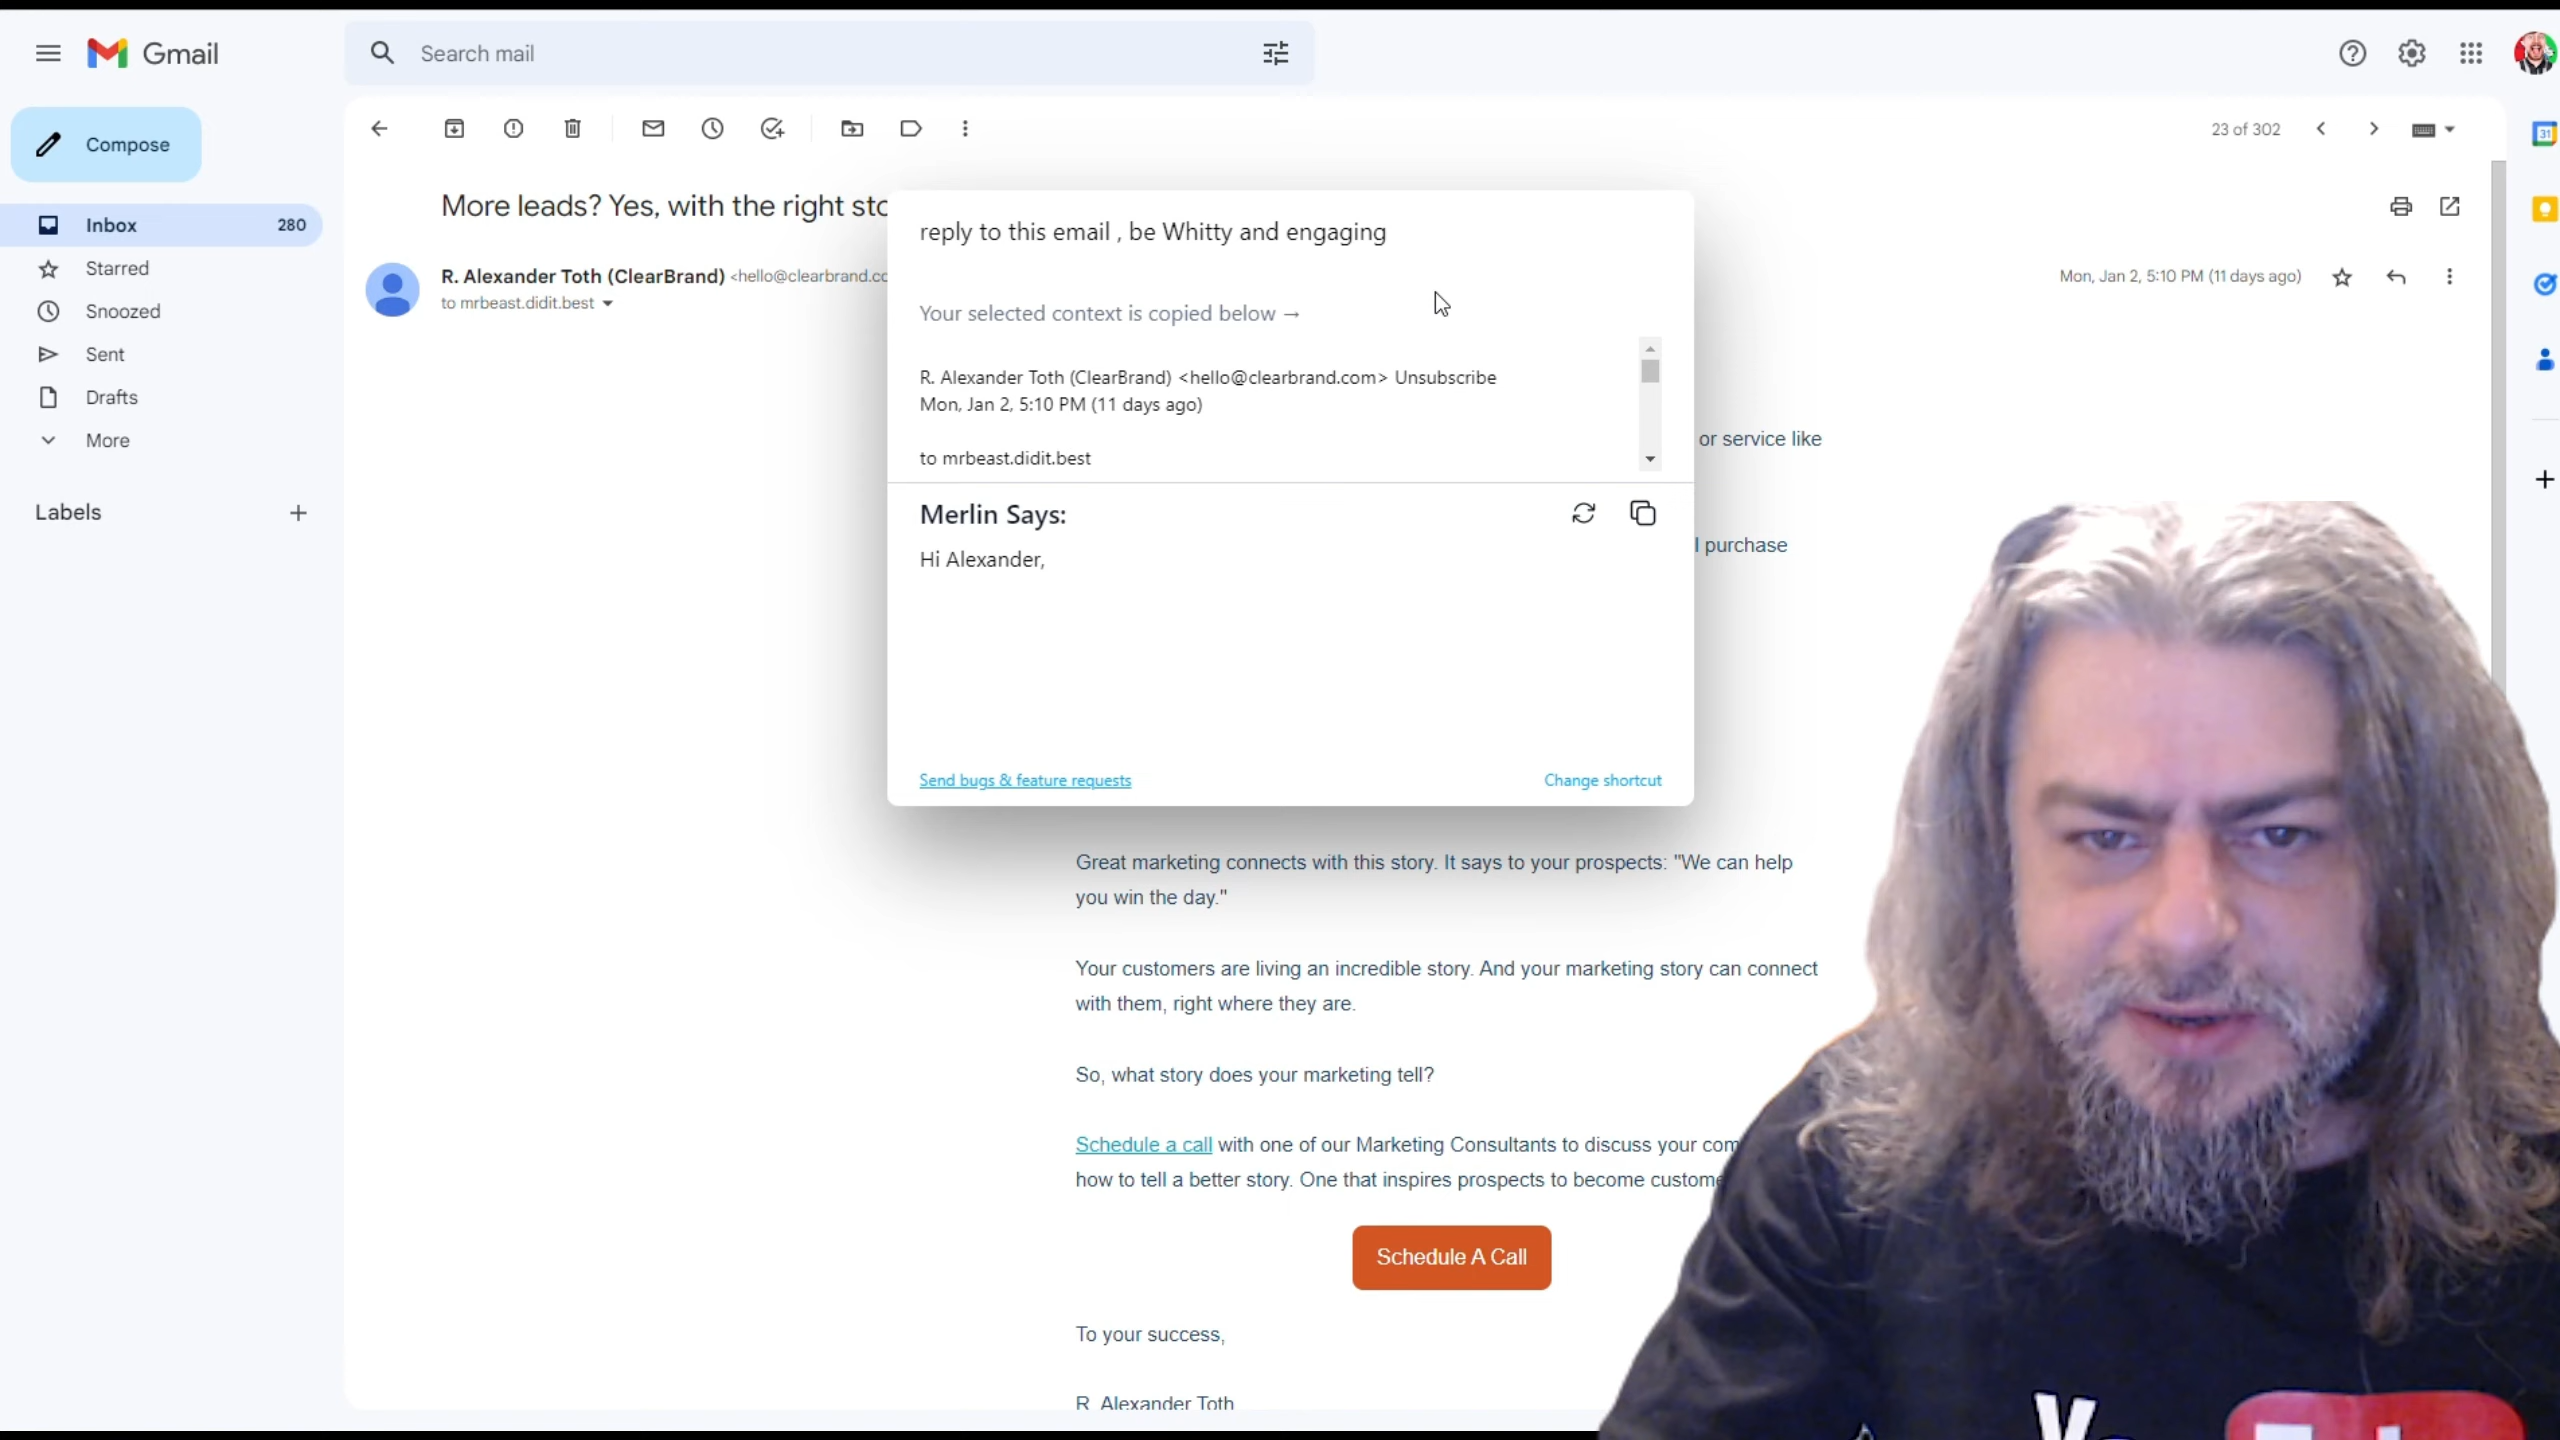 Gmail
Search mail
Compose
Inbox 280
Starred
Snoozed
Sent
Drafts
More
Labels
23 of 302
More leads? Yes, with the right
R. Alexander Toth (ClearBrand) <hello@clearbrand.co
to mrbeast.didit.best
Mon, Jan 2, 5:10 PM (11 days ago)
31
reply to this email , be Whitty and engaging
Your selected context is copied below →
R. Alexander Toth (ClearBrand) <hello@clearbrand.com> Unsubscribe
Mon, Jan 2, 5:10 PM (11 days ago)
to mrbeast.didit.best
Merlin Says:
Hi Alexander,
Send bugs & feature requests
Change shortcut
or service like
purchase
Great marketing connects with this story. It says to your prospects: "We can help
you win the day."
Your customers are living an incredible story. And your marketing story can connect
with them, right where they are.
So, what story does your marketing tell?
Schedule a call with one of our Marketing Consultants to discuss your
how to tell a better story. One that inspires prospects to become
Schedule A Call
To your success,
R. Alexander Toth